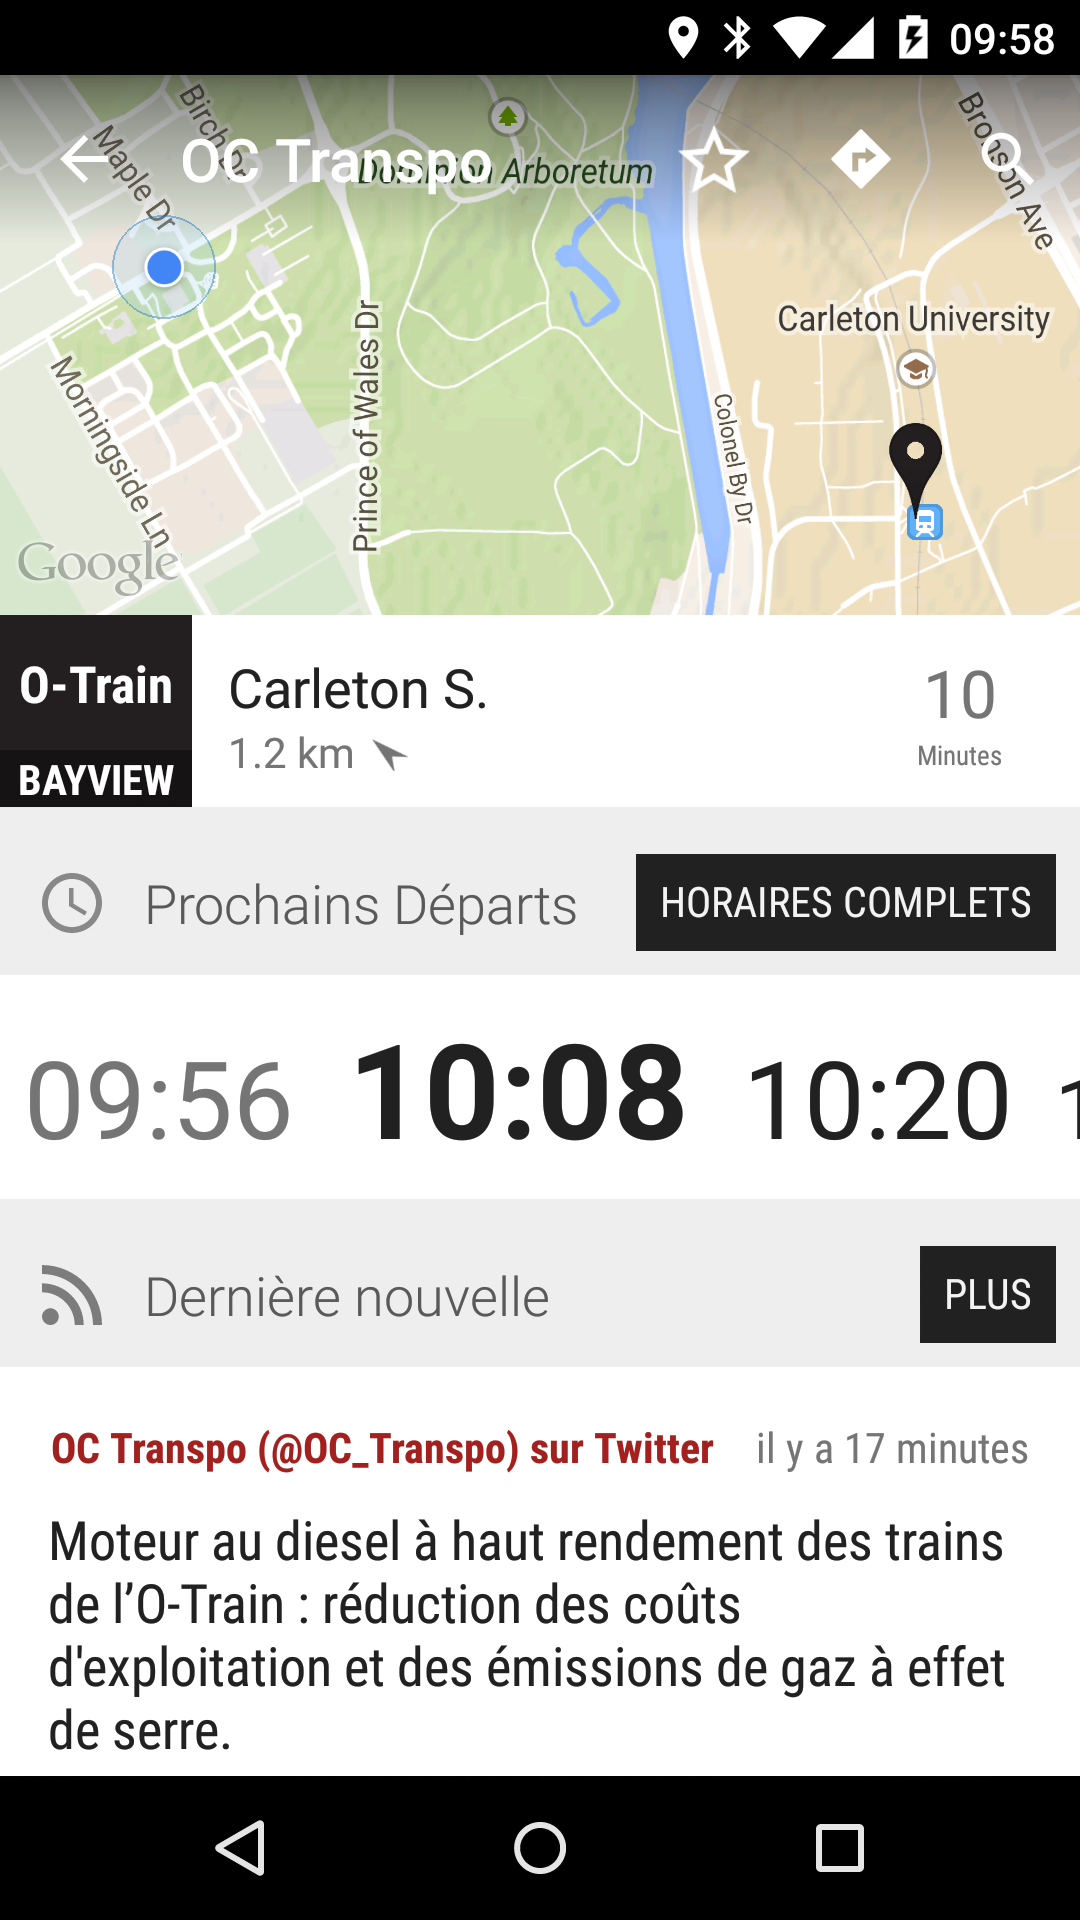 09:58
Birch Dr
Maple Dr
OC Transpo
Dominion Arboretum
Bronson Ave
Carleton University
Prince of Wales Dr
Morningside Ln
Colonel By Dr
Google
O-Train
BAYVIEW
Carleton S.
1.2 km
10
Minutes
Prochains Départs
HORAIRES COMPLETS
09:56
10:08
10:20
Dernière nouvelle
PLUS
OC Transpo (@OC_Transpo) sur Twitter
il y a 17 minutes
Moteur au diesel à haut rendement des trains
de l’O-Train : réduction des coûts
d'exploitation et des émissions de gaz à effet
de serre.